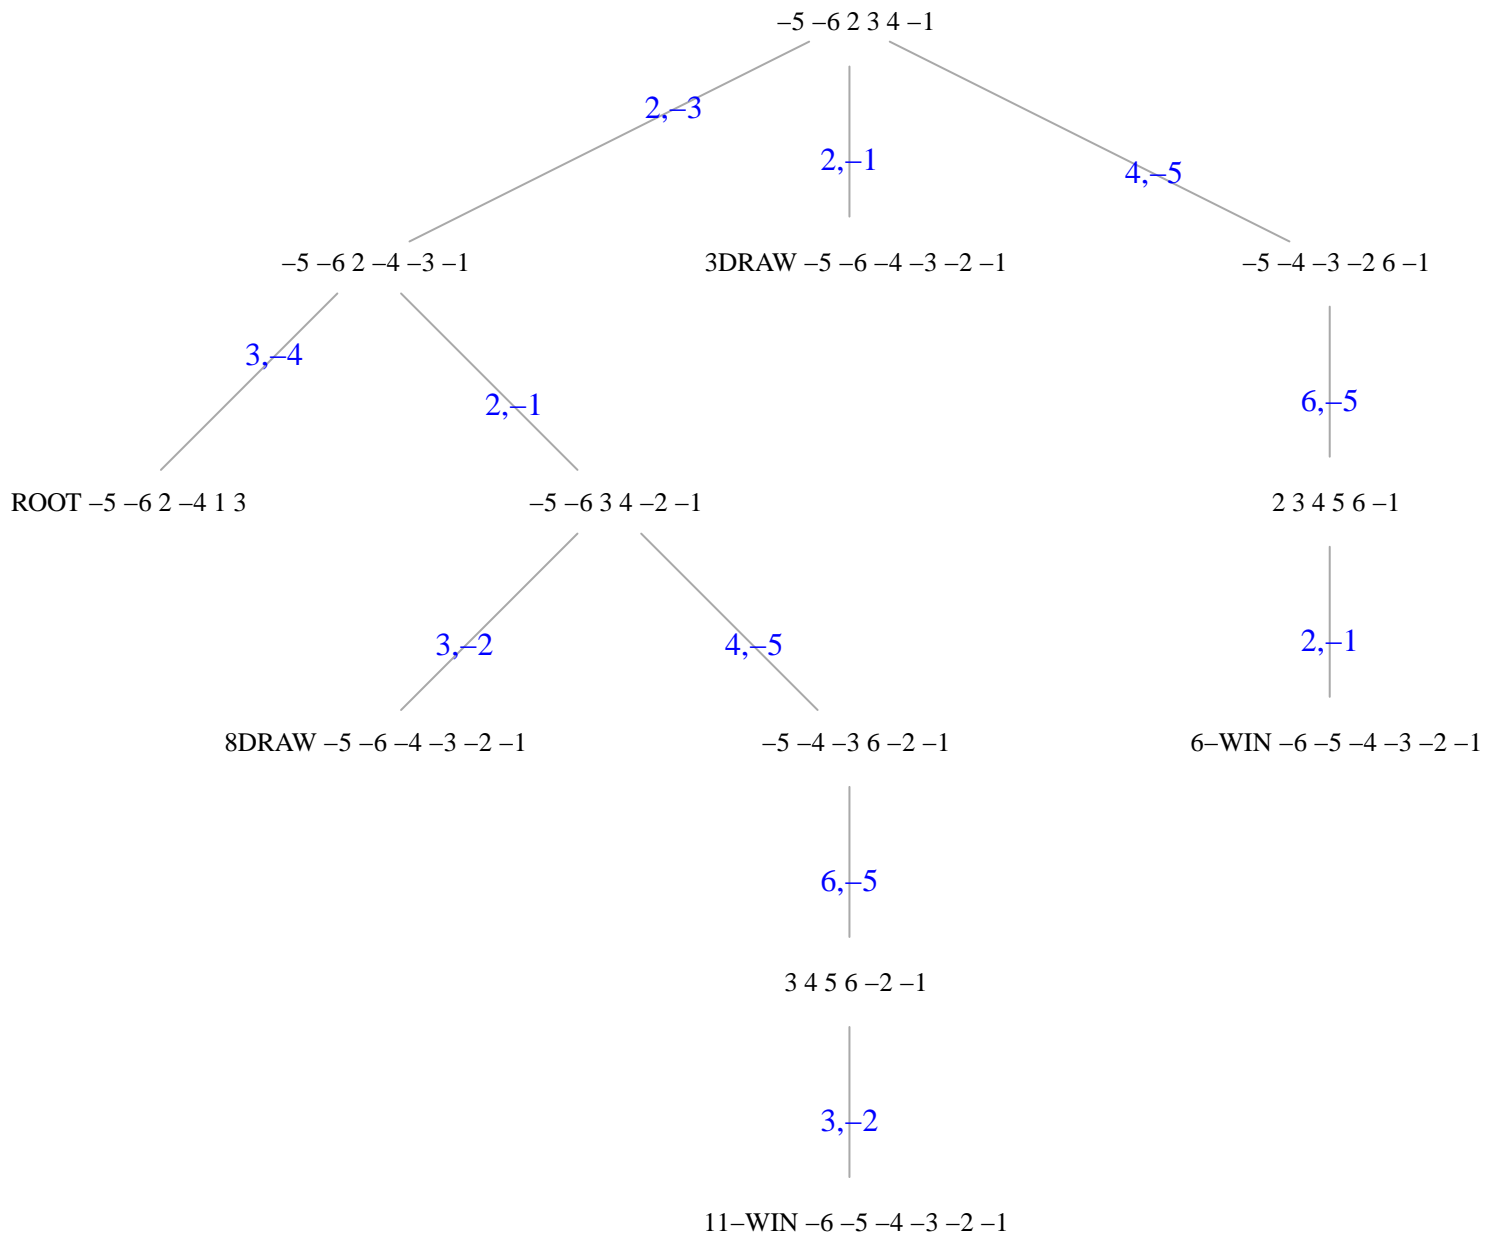 –5 –6 2 3 4 –1
2,–3
2,–1
4,–5
–5 –6 2 –4 –3 –1
3DRAW –5 –6 –4 –3 –2 –1
–5 –4 –3 –2 6 –1
3,–4
2,–1
6,–5
ROOT –5 –6 2 –4 1 3
–5 –6 3 4 –2 –1
2 3 4 5 6 –1
3,–2
4,–5
2,–1
8DRAW –5 –6 –4 –3 –2 –1
–5 –4 –3 6 –2 –1
6–WIN –6 –5 –4 –3 –2 –1
6,–5
3 4 5 6 –2 –1
3,–2
11–WIN –6 –5 –4 –3 –2 –1